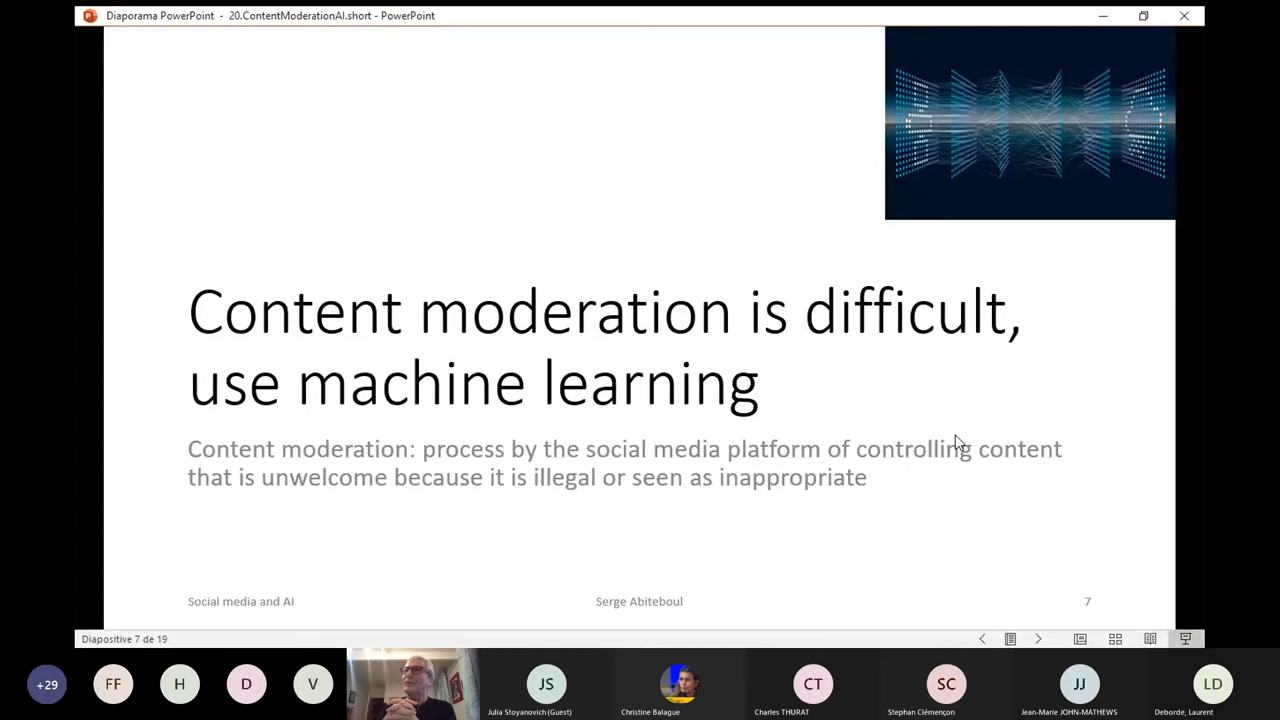 Diaporama PowerPoint - 20.ContentModerationAI.short - PowerPoint
Content moderation is difficult,
use machine learning
Content moderation: process by the social media platform of controlling content
that is unwelcome because it is illegal or seen as inappropriate
Social media and AI
Serge Abiteboul
7
Diapositive 7 de 19
+29
FF
H
D
V
JS
CT
SC
JJ
LD
Julia Stoyanovich (Guest)
Christine Balague
Charles THURAT
Stephan Clémençon
Jean-Marie JOHN-MATHEWS
Deborde, Laurent